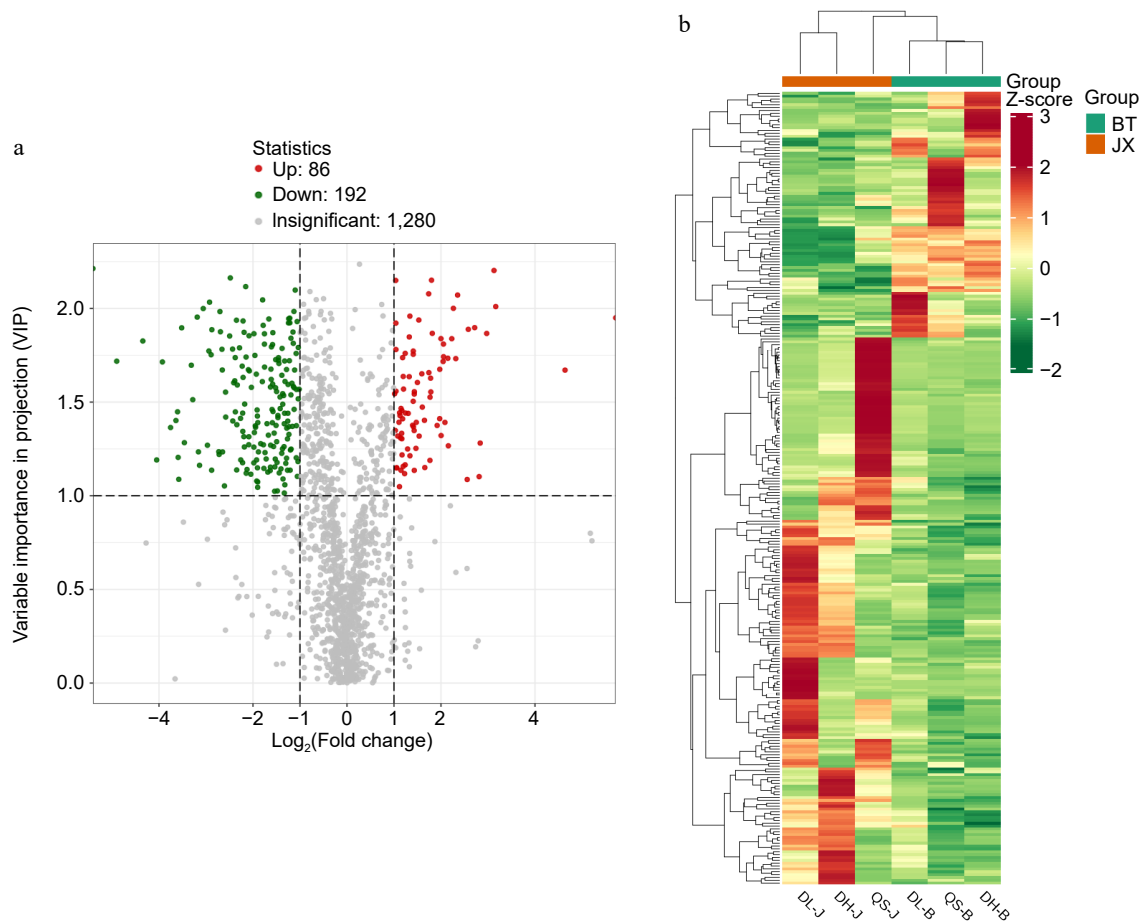 a
Statistics
Up: 86
Down: 192
Insignificant: 1,280
Variable importance in projection (VIP)
2.0
1.5
1.0
0.5
0.0
−4
−2
−1
0
1
2
4
Log2(Fold change)
b
Group
Z-score
3
2
1
0
−1
−2
Group
BT
JX
DL-J
DH-J
QS-J
DL-B
QS-B
DH-B